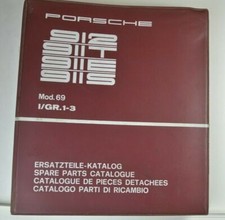 PORSCHE
912
911T
911E
911S
Mod. 69
I/GR.1-3
ERSATZTEILE-KATALOG
SPARE PARTS CATALOGUE
CATALOGUE DE PIECES DETACHEES
CATALOGO PARTI DI RICAMBIO